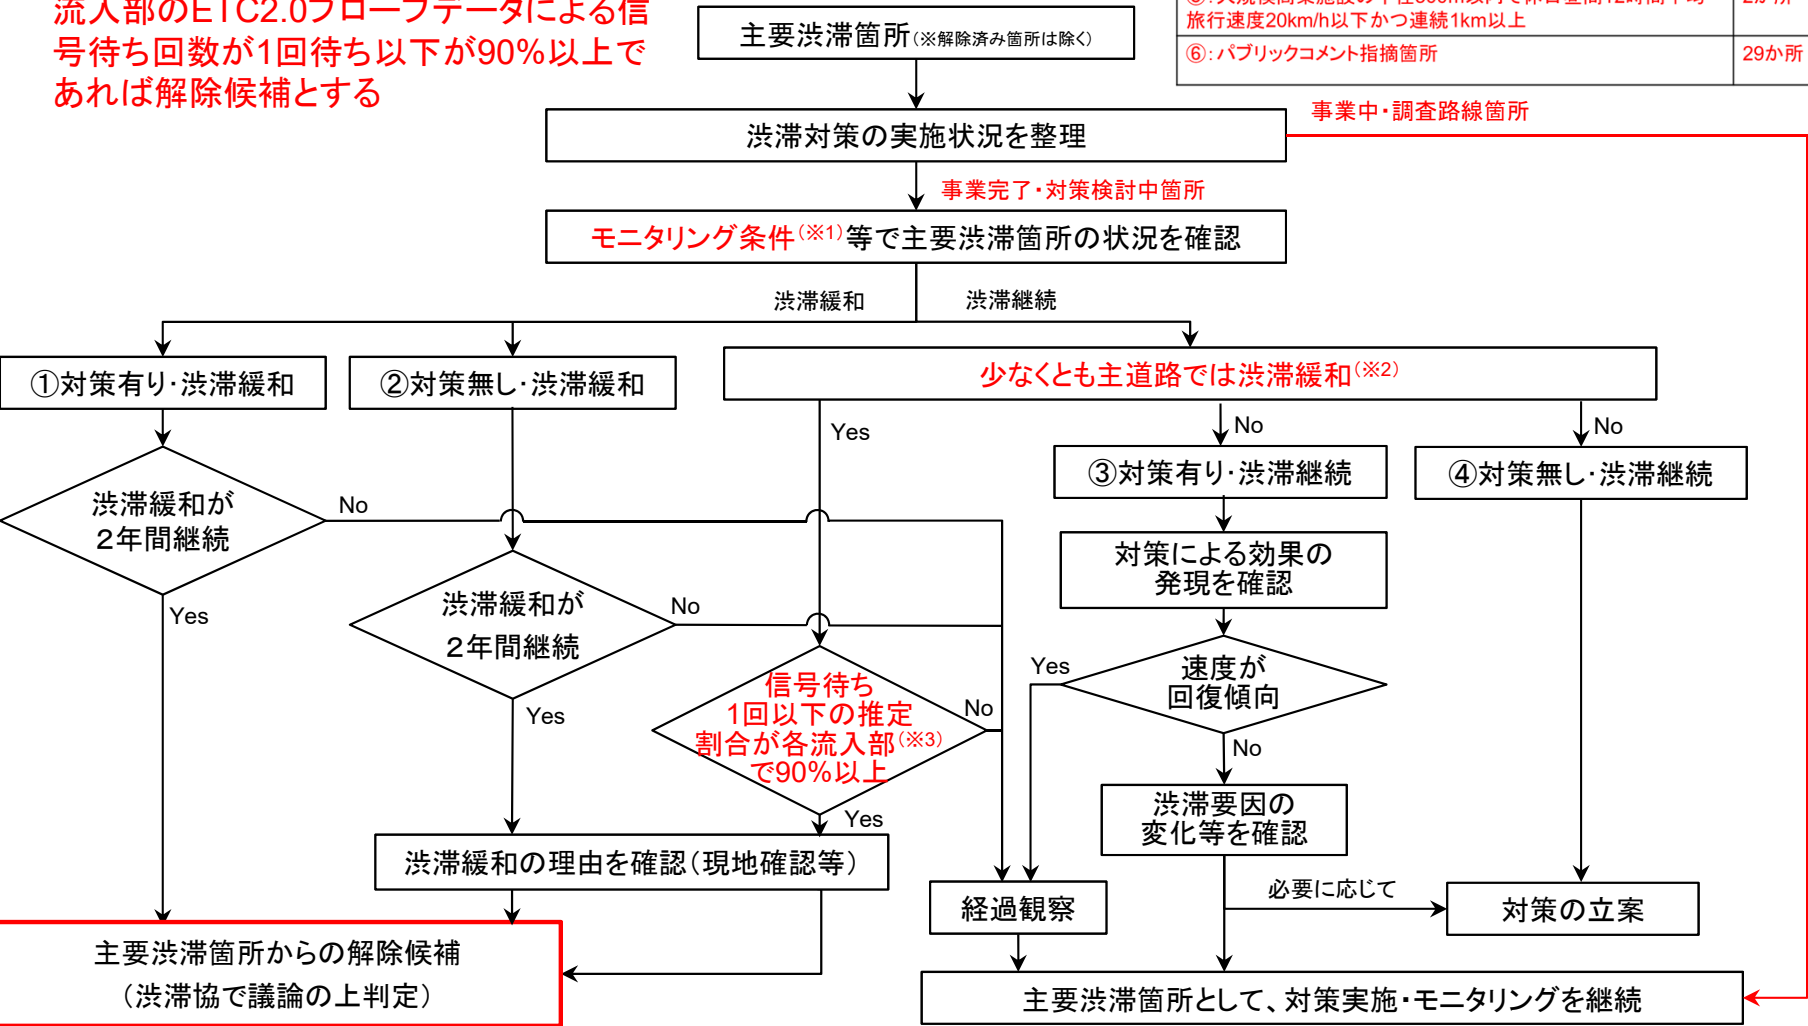 流入部のETC2.0プローブデータによる信
号待ち回数が1回待ち以下が90%以上で
あれば解除候補とする
旅行速度20km/h以下かつ連続1km以上
⑥：パブリックコメント指摘箇所
29か所
主要渋滞箇所（※解除済み箇所は除く）
事業中・調査路線箇所
渋滞対策の実施状況を整理
事業完了・対策検討中箇所
モニタリング条件（※1）等で主要渋滞箇所の状況を確認
渋滞緩和
渋滞継続
①対策有り・渋滞緩和
②対策無し・渋滞緩和
少なくとも主道路では渋滞緩和（※2）
Yes
No
No
③対策有り・渋滞継続
④対策無し・渋滞継続
渋滞緩和が
2年間継続
No
Yes
対策による効果の
発現を確認
渋滞緩和が
2年間継続
No
Yes
信号待ち
1回以下の推定
割合が各流入部（※3）
で90%以上
No
Yes
速度が
回復傾向
Yes
No
渋滞要因の
変化等を確認
渋滞緩和の理由を確認（現地確認等）
経過観察
必要に応じて
対策の立案
主要渋滞箇所からの解除候補
（渋滞協で議論の上判定）
主要渋滞箇所として、対策実施・モニタリングを継続